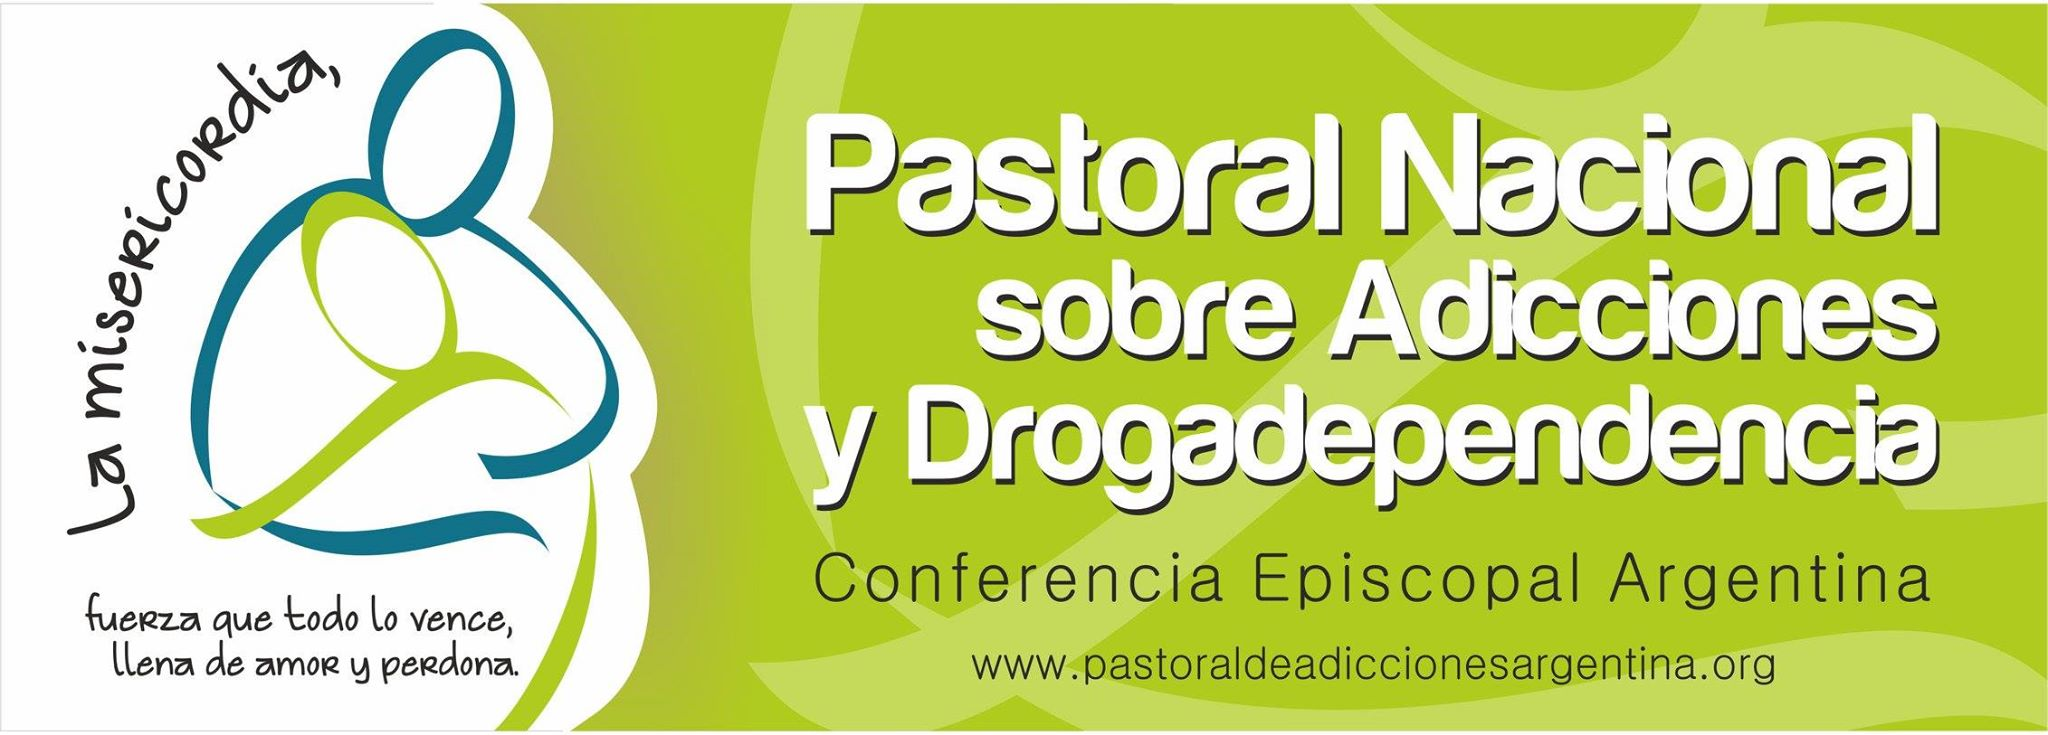 La misericordia,
fuerza que todo lo vence,
llena de amor y perdona.
Pastoral Nacional
sobre Adicciones
y Drogadependencia
Conferencia Episcopal Argentina
www.pastoraldeadiccionesargentina.org